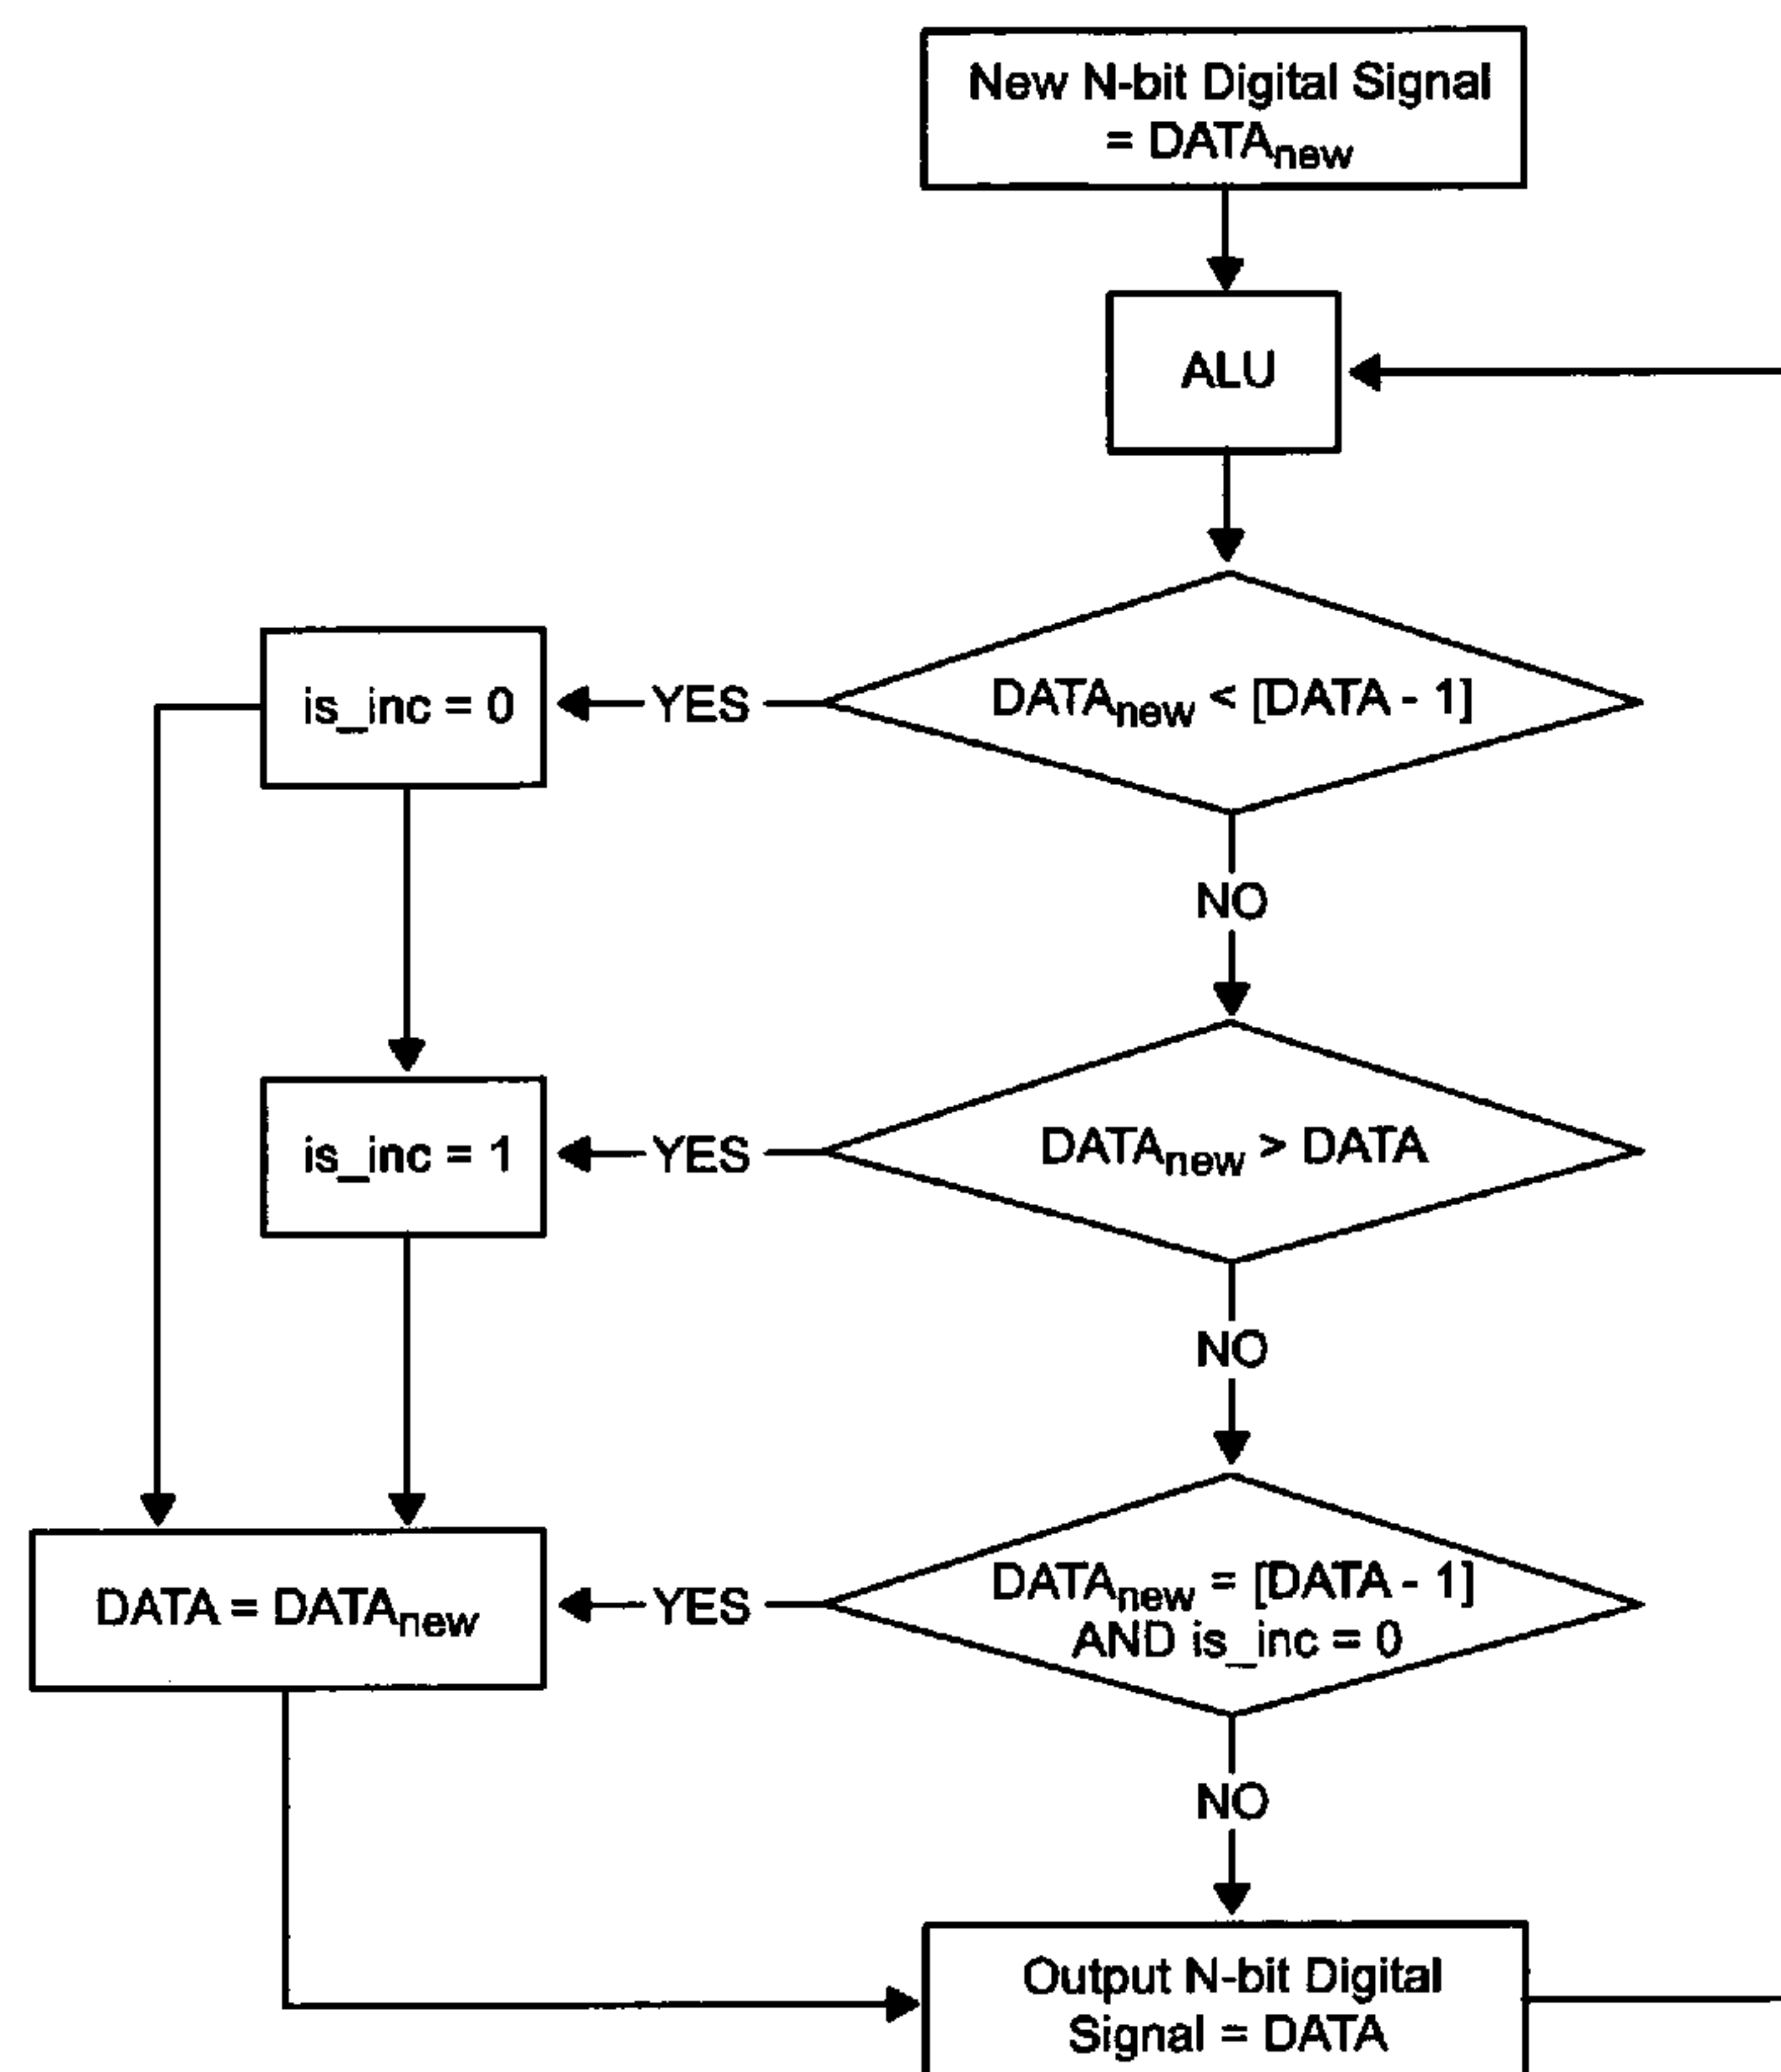 New N-bit Digital Signal
= DATAnew
ALU
is_inc = 0
YES
DATAnew < [DATA - 1]
NO
is_inc = 1
YES
DATAnew > DATA
NO
DATA = DATAnew
YES
DATAnew = [DATA - 1]
AND is_inc = 0
NO
Output N-bit Digital
Signal = DATA